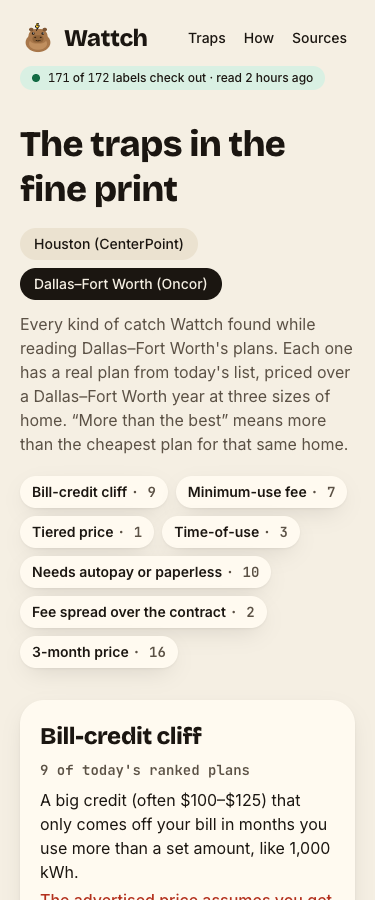 Wattch
Traps How Sources
171 of 172 labels check out · read 2 hours ago
The traps in the
fine print
Houston (CenterPoint)
Dallas–Fort Worth (Oncor)
Every kind of catch Wattch found while
reading Dallas–Fort Worth's plans. Each one
has a real plan from today's list, priced over
a Dallas–Fort Worth year at three sizes of
home. “More than the best” means more
than the cheapest plan for that same home.
Bill-credit cliff · 9 Minimum-use fee · 7
Tiered price · 1 Time-of-use · 3
Needs autopay or paperless · 10
Fee spread over the contract · 2
3-month price · 16
Bill-credit cliff
9 of today's ranked plans
A big credit (often $100–$125) that
only comes off your bill in months you
use more than a set amount, like 1,000
kWh.
The advertised price assumes you get